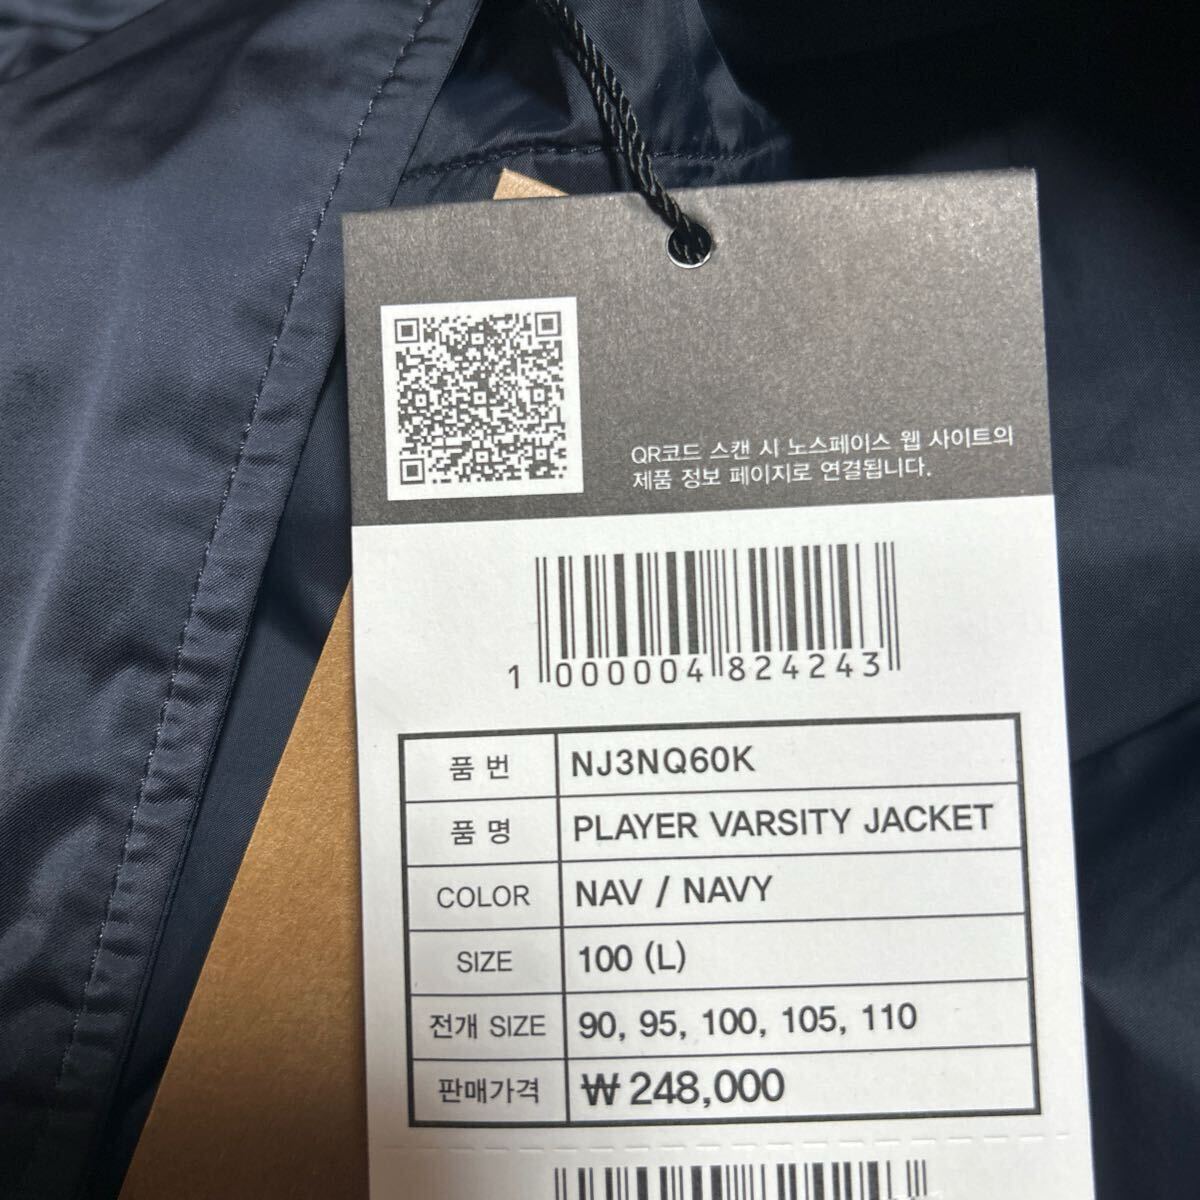 QR코드 스캔 시 노스페이스 웹 사이트의
제품 정보 페이지로 연결됩니다.
1 000004 824243
품 번 NJ3NQ60K
품 명 PLAYER VARSITY JACKET
COLOR NAV / NAVY
SIZE 100 (L)
전개 SIZE 90, 95, 100, 105, 110
판매가격 ₩ 248,000